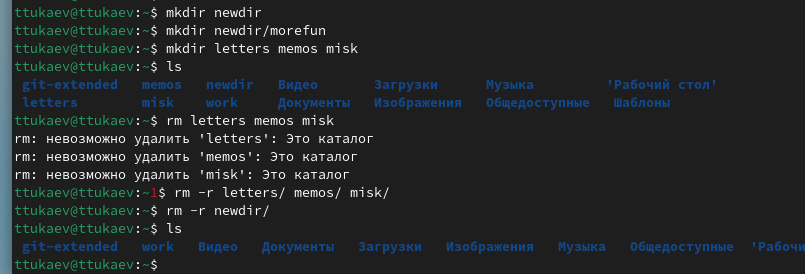 ttukaev@ttukaev:~$ mkdir newdir
ttukaev@ttukaev:~$ mkdir newdir/morefun
ttukaev@ttukaev:~$ mkdir letters memos misk
ttukaev@ttukaev:~$ ls
git-extended memos newdir Видео Загрузки Музыка 'Рабочий стол'
letters misk work Документы Изображения Общедоступные Шаблоны
ttukaev@ttukaev:~$ rm letters memos misk
rm: невозможно удалить 'letters': Это каталог
rm: невозможно удалить 'memos': Это каталог
rm: невозможно удалить 'misk': Это каталог
ttukaev@ttukaev:~1$ rm -r letters/ memos/ misk/
ttukaev@ttukaev:~$ rm -r newdir/
ttukaev@ttukaev:~$ ls
git-extended work Видео Документы Загрузки Изображения Музыка Общедоступные 'Рабочи
ttukaev@ttukaev:~$